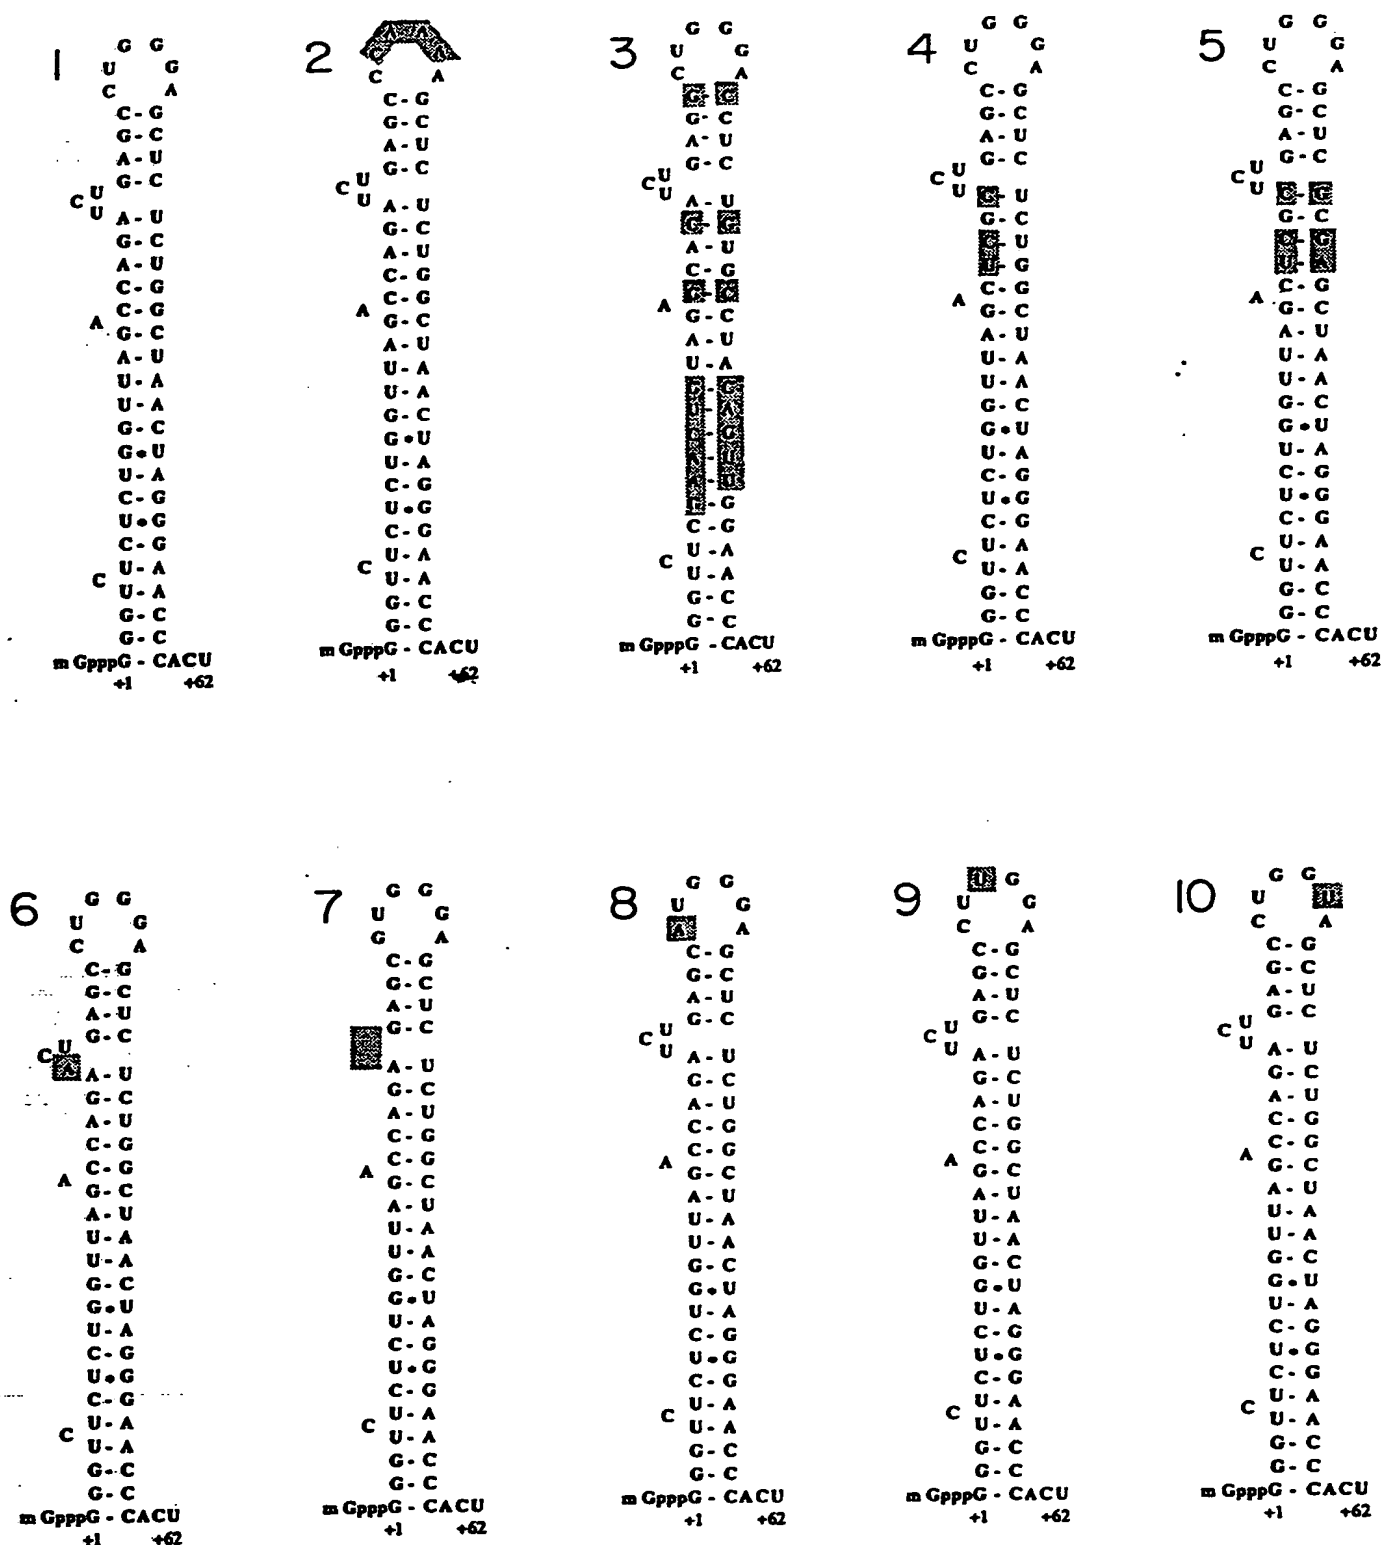 1
G G
U G
C A
C - G
G - C
A - U
G - C
U
C
U
A - U
G - C
A - U
C - G
C - G
A
G - C
A - U
U - A
U - A
G - C
G • U
U - A
C - G
U • G
C - G
U - A
C
U - A
G - C
G - C
m GpppG - CACU
+1 +62
2
A A A
C A
C A
C - G
G - C
A - U
G - C
U
C
U
A - U
G - C
A - U
C - G
C - G
A
G - C
A - U
U - A
U - A
G - C
G • U
U - A
C - G
U • G
C - G
U - A
C
U - A
G - C
G - C
m GpppG - CACU
+1 +62
3
G G
U G
C A
G - C
G - C
A - U
G - C
U
C
U
A - U
G
A - U
C - G
G - C
A
G - C
A - U
U - A
G - C
U - A
G
A - U
A - U
G - G
C - G
U - A
C
U - A
G - C
G - C
m GpppG - CACU
+1 +62
4
G G
U G
C A
C - G
G - C
A - U
G - C
U
C
U
C - U
G - C
C - U
U - G
C - G
A
G - C
A - U
U - A
U - A
G - C
G • U
U - A
C - G
U • G
C - G
U - A
C
U - A
G - C
G - C
m GpppG - CACU
+1 +62
5
G G
U G
C A
C - G
G - C
A - U
G - C
U
C
U
C - G
G - C
C - G
U - A
C - G
A
G - C
A - U
U - A
U - A
G - C
G • U
U - A
C - G
U • G
C - G
U - A
C
U - A
G - C
G - C
m GpppG - CACU
+1 +62
6
G G
U G
C A
C - G
G - C
A - U
G - C
U
C
A
A - U
G - C
A - U
C - G
C - G
A
G - C
A - U
U - A
U - A
G - C
G • U
U - A
C - G
U • G
C - G
U - A
C
U - A
G - C
G - C
m GpppG - CACU
+1 +62
7
G G
U G
G A
C - G
G - C
A - U
G - C
A - U
G - C
A - U
C - G
C - G
A
G - C
A - U
U - A
U - A
G - C
G • U
U - A
C - G
U • G
C - G
U - A
C
U - A
G - C
G - C
m GpppG - CACU
+1 +62
8
G G
U G
A A
C - G
G - C
A - U
G - C
U
C
U
A - U
G - C
A - U
C - G
C - G
A
G - C
A - U
U - A
U - A
G - C
G • U
U - A
C - G
U • G
C - G
U - A
C
U - A
G - C
G - C
m GpppG - CACU
+1 +62
9
U G
U G
C A
C - G
G - C
A - U
G - C
U
C
U
A - U
G - C
A - U
C - G
C - G
A
G - C
A - U
U - A
U - A
G - C
G • U
U - A
C - G
U • G
C - G
U - A
C
U - A
G - C
G - C
m GpppG - CACU
+1 +62
10
G G
U U
C A
C - G
G - C
A - U
G - C
U
C
U
A - U
G - C
A - U
C - G
C - G
A
G - C
A - U
U - A
U - A
G - C
G • U
U - A
C - G
U • G
C - G
U - A
C
U - A
G - C
G - C
m GpppG - CACU
+1 +62